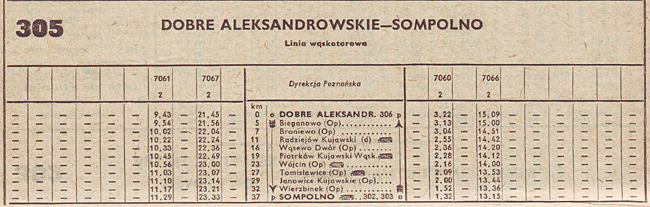 305
DOBRE ALEKSANDROWSKIE—SOMPOLNO
Linia wąskotorowa
7061 7067 Dyrekcja Poznańska 7060 7066
2 2 2 2
km
— — — — — 9,43 — 21,45 — 0 o DOBRE ALEKSANDR. 306 p — 3,22 — 15,09 — — — — —
— — — — — 9,54 — 21,56 — 5 Bieganowo (Op) — 3,13 — 15,00 — — — — —
— — — — — 10,02 — 22,04 — 7 Broniewo (Op) — 3,04 — 14,51 — — — — —
— — — — — 10,22 — 22,24 — 11 Radziejów Kujawski (d) — 2,55 — 14,42 — — — — —
— — — — — 10,33 — 22,36 — 16 Wąsewo Dwór (Op) — 2,36 — 14,20 — — — — —
— — — — — 10,45 — 22,49 — 19 Piotrków Kujawski Wąsk. — 2,28 — 14,12 — — — — —
— — — — — 10,56 — 23,00 — 23 Wójcin (Op) — 2,16 — 14,00 — — — — —
— — — — — 11,03 — 23,07 — 27 Tomisławice (Op) — 2,09 — 13,53 — — — — —
— — — — — 11,10 — 23,14 — 29 Janowice Kujawskie (Op) — 2,00 — 13,44 — — — — —
— — — — — 11,17 — 23,21 — 32 Wierzbinek (Op) — 1,52 — 13,36 — — — — —
— — — — — 11,29 — 23,33 — 37 p SOMPOLNO 302, 303 o — 1,32 — 13,15 — — — — —